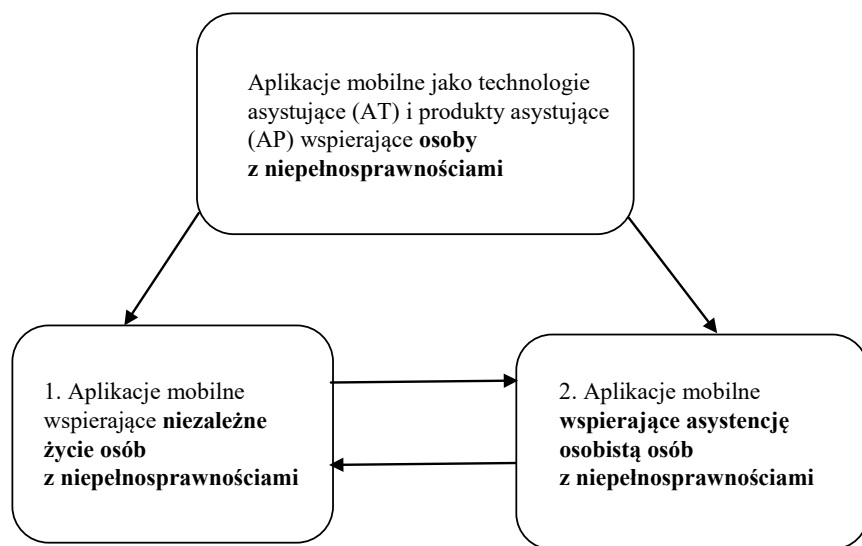 Aplikacje mobilne jako technologie
asystujące (AT) i produkty asystujące
(AP) wspierające osoby
z niepełnosprawnościami
1. Aplikacje mobilne
wspierające niezależne
życie osób
z niepełnosprawnościami
2. Aplikacje mobilne
wspierające asystencję
osobistą osób
z niepełnosprawnościami